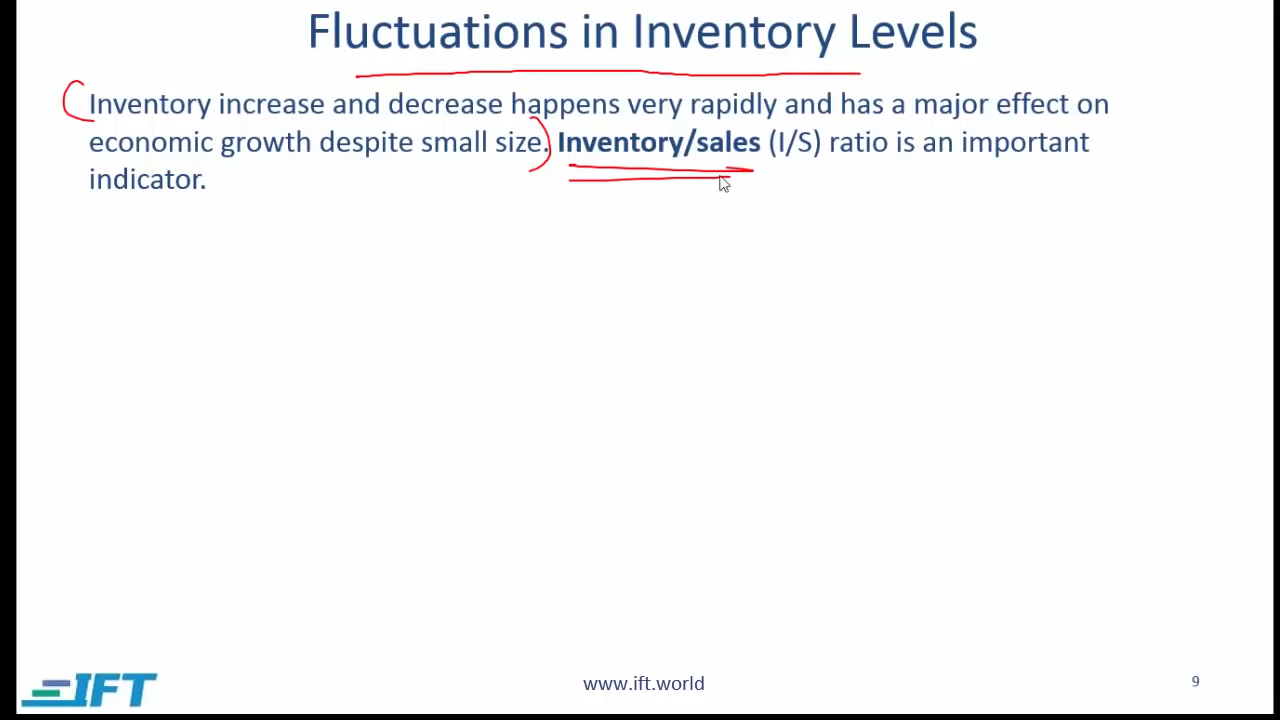 Fluctuations in Inventory Levels
Inventory increase and decrease happens very rapidly and has a major effect on
economic growth despite small size. Inventory/sales (I/S) ratio is an important
indicator.
IFT
www.ift.world
9